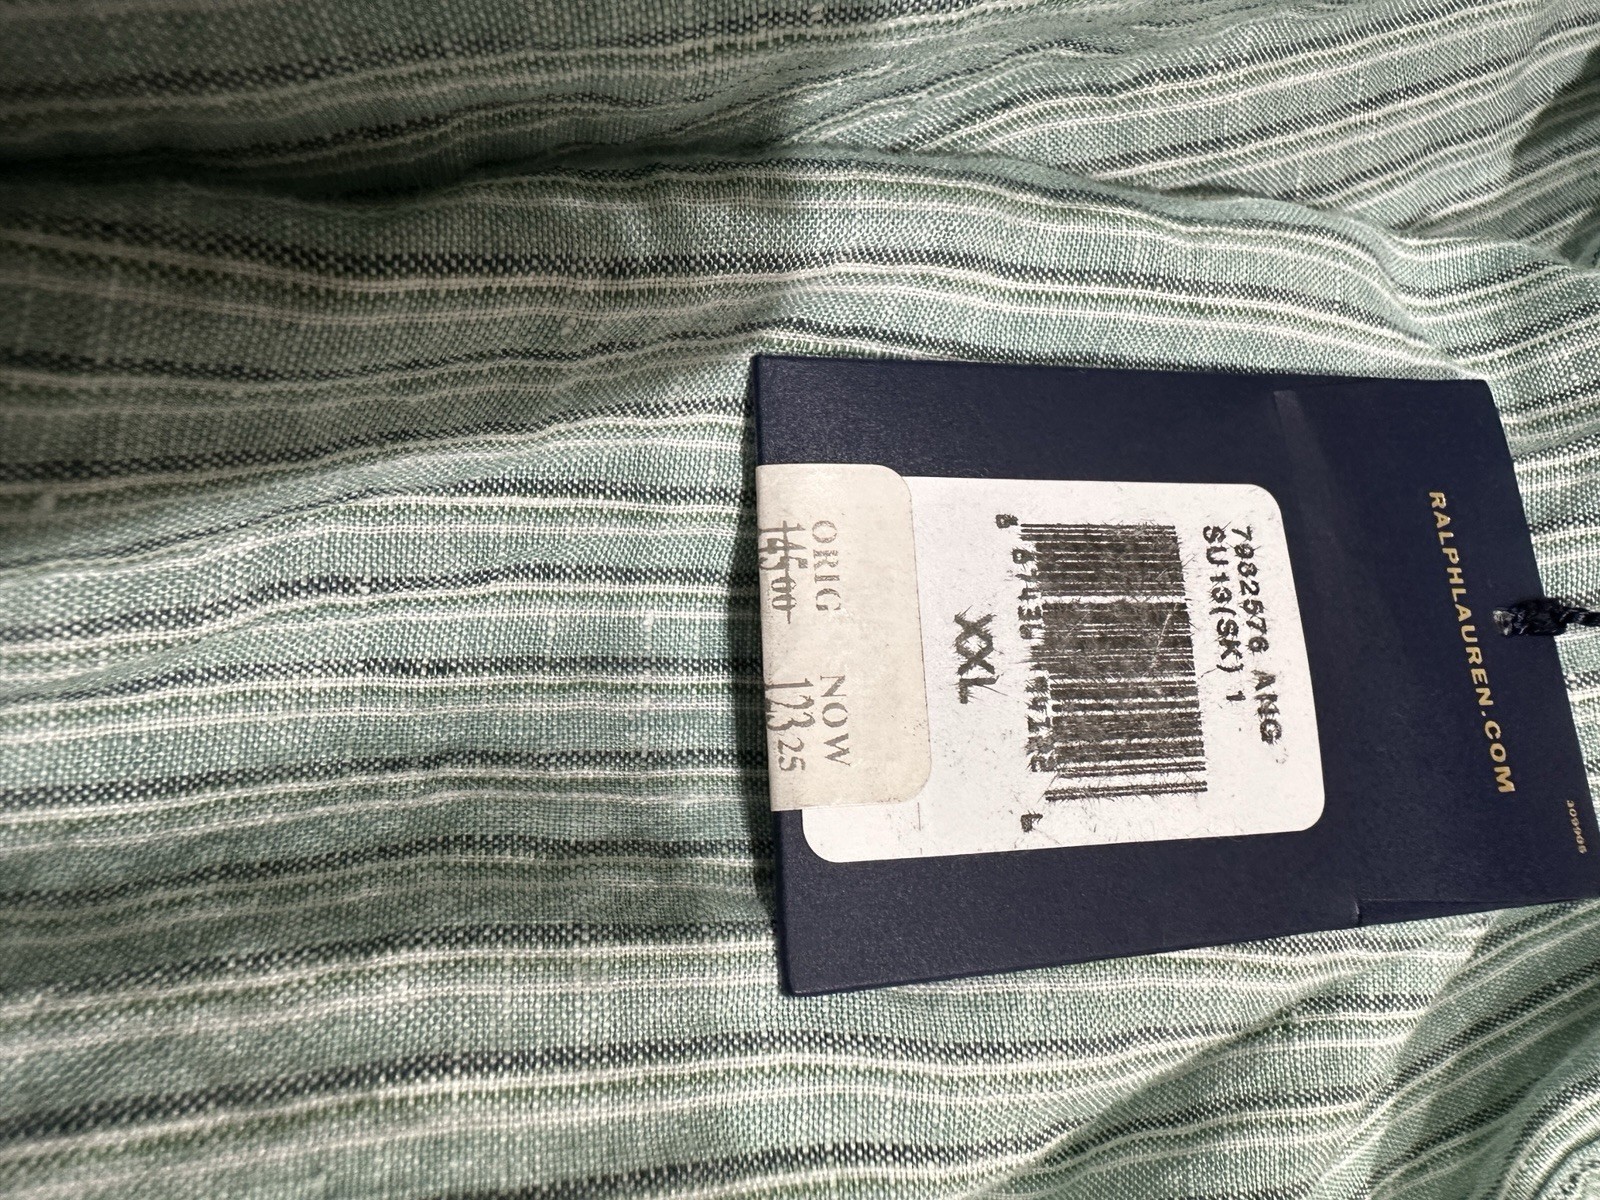 RALPHLAUREN.COM
7982576 ANG
SU13(SK) 1
XXL
ORIG NOW
145.00 123.25